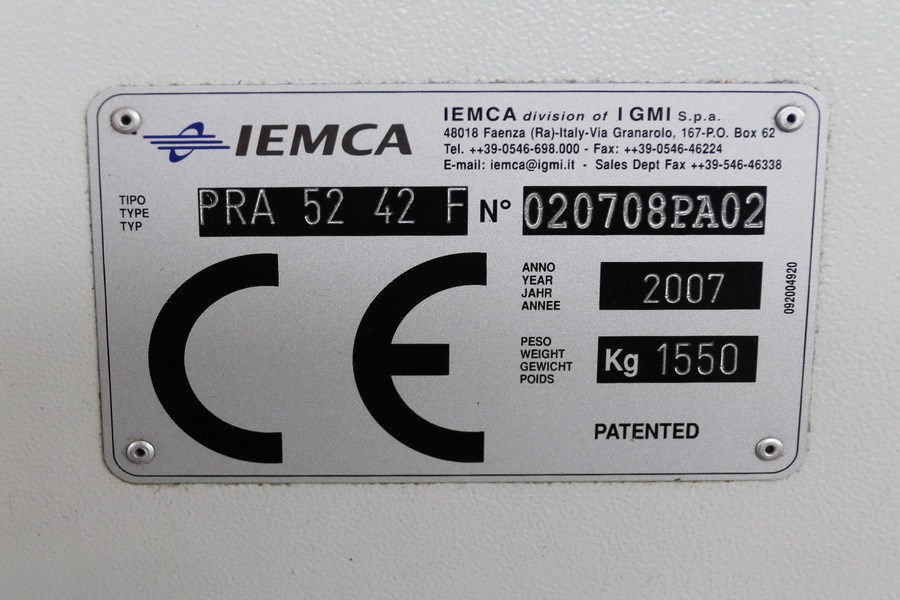 IEMCA
IEMCA division of IGMI S.p.a.
48018 Faenza (Ra)-Italy-Via Granarolo, 167-P.O. Box 62
Tel. ++39-0546-698.000 - Fax: ++39-0546-46224
E-mail: iemca@igmi.it - Sales Dept Fax ++39-546-46338
TIPO
TYPE
TYP
PRA 52 42 F
N° 020708PA02
CE
ANNO
YEAR
JAHR
ANNEE
2007
092004920
PESO
WEIGHT
GEWICHT
POIDS
Kg 1550
PATENTED